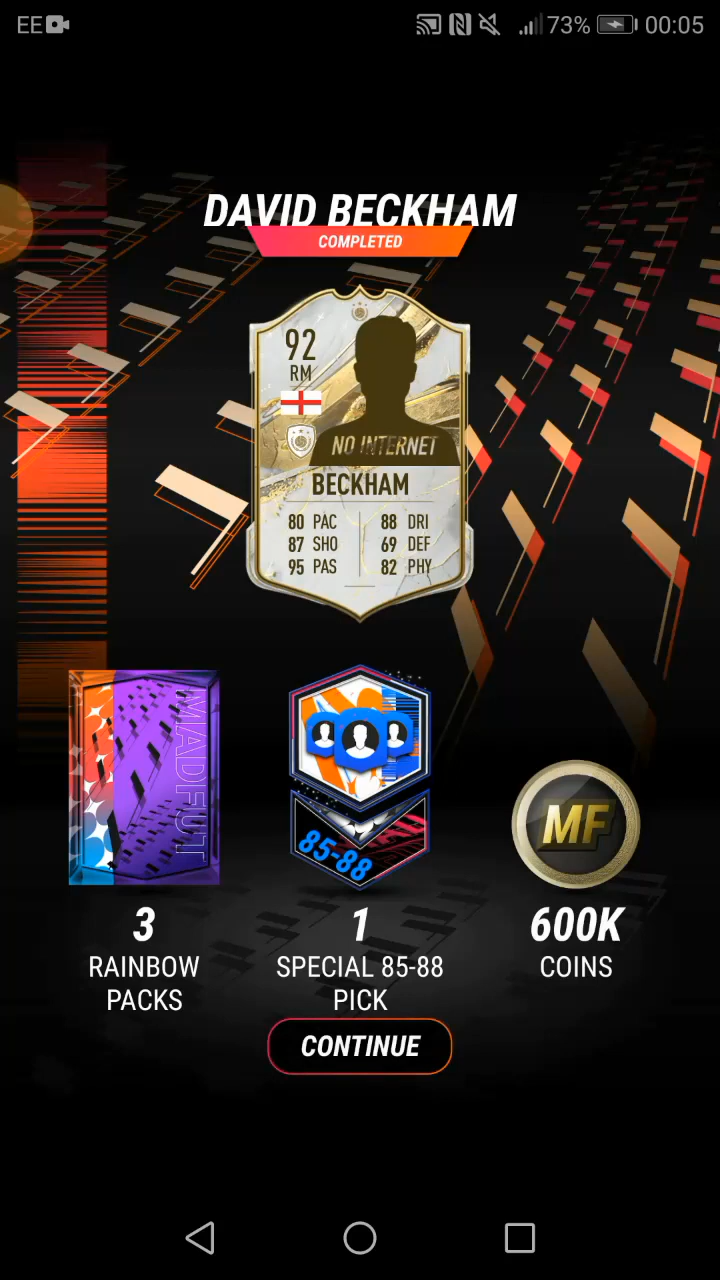 EE 73% 00:05
DAVID BECKHAM
COMPLETED
92
RM
NO INTERNET
BECKHAM
80 PAC 88 DRI
87 SHO 69 DEF
95 PAS 82 PHY
MADFUT
85-88
MF
3
RAINBOW
PACKS
1
SPECIAL 85-88
PICK
600K
COINS
CONTINUE